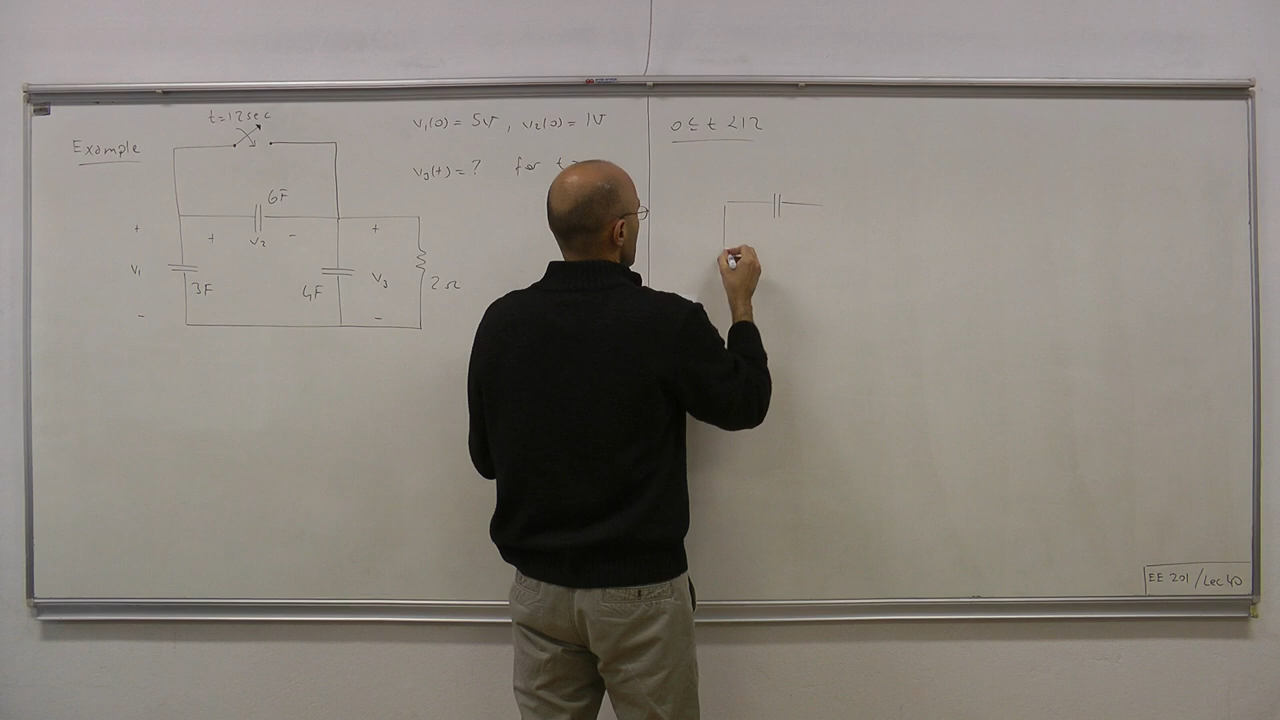 Example
t=12sec
6F
+ v₂ -
+ v₁ -
3F
4F
+ v₃ -
2Ω
v₁(0) = 5V , v₂(0) = 1V
v₃(t) = ? for t
0 ≤ t < 12
EE 201 / Lec 40